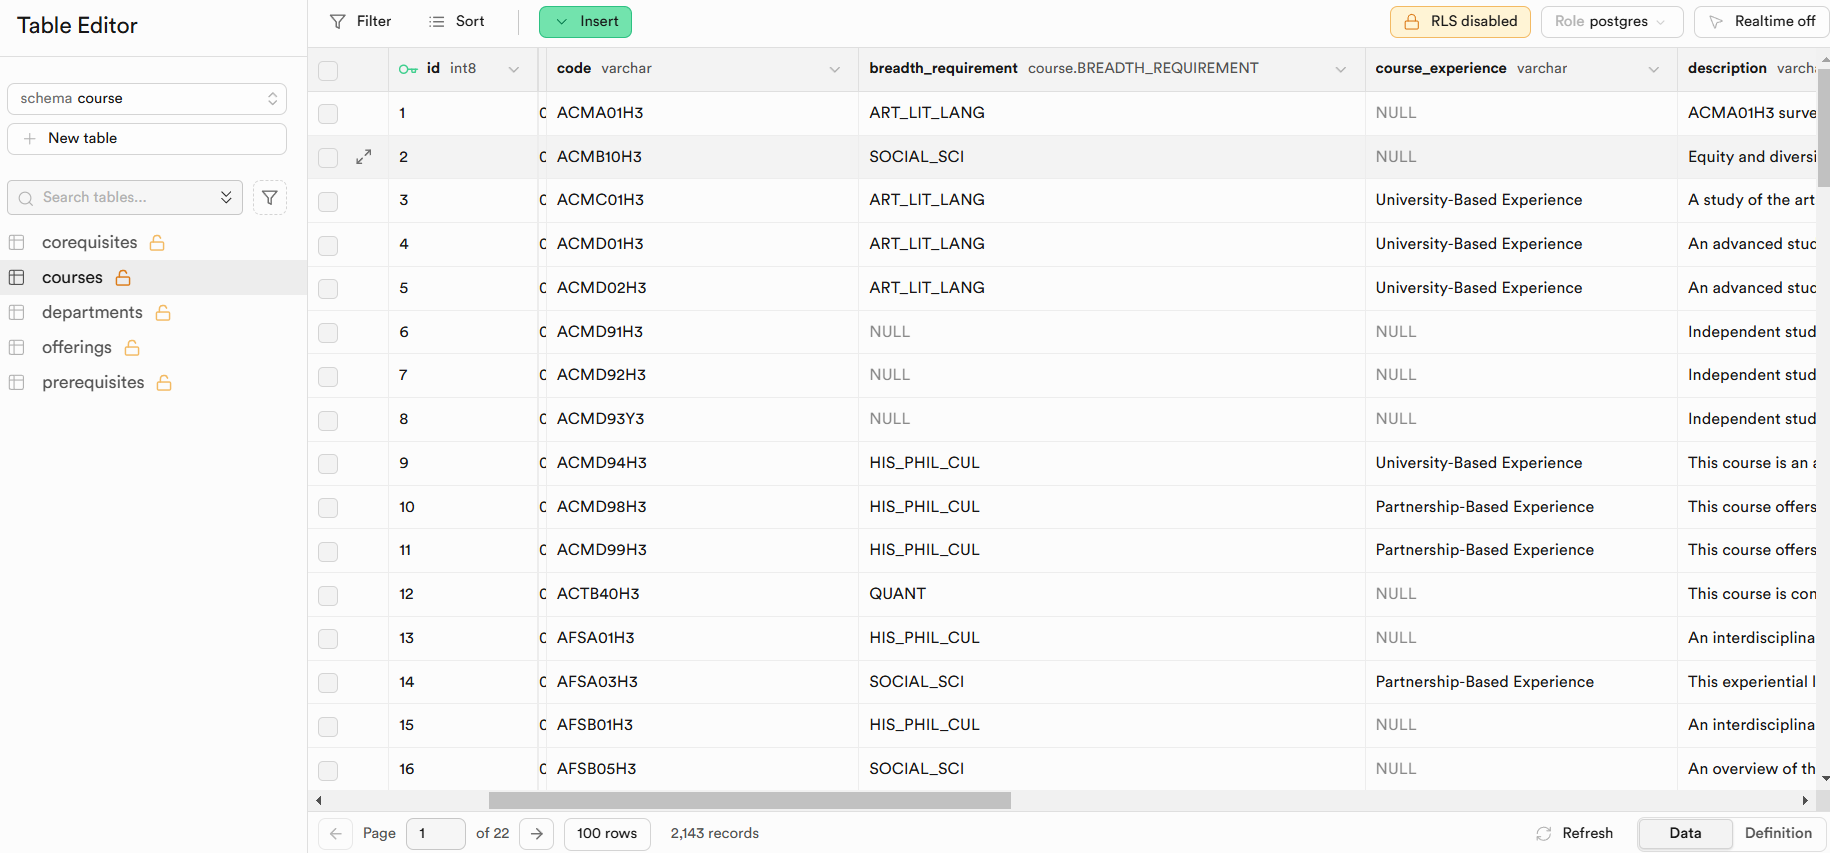 Table Editor
Filter Sort Insert RLS disabled Role postgres Realtime off
schema course
New table
Search tables...
corequisites
courses
departments
offerings
prerequisites
id int8 code varchar breadth_requirement course.BREADTH_REQUIREMENT course_experience varchar description varcha
1 ACMA01H3 ART_LIT_LANG NULL ACMA01H3 surve
2 ACMB10H3 SOCIAL_SCI NULL Equity and diversi
3 ACMC01H3 ART_LIT_LANG University-Based Experience A study of the art
4 ACMD01H3 ART_LIT_LANG University-Based Experience An advanced stud
5 ACMD02H3 ART_LIT_LANG University-Based Experience An advanced stud
6 ACMD91H3 NULL NULL Independent stud
7 ACMD92H3 NULL NULL Independent stud
8 ACMD93Y3 NULL NULL Independent stud
9 ACMD94H3 HIS_PHIL_CUL University-Based Experience This course is an a
10 ACMD98H3 HIS_PHIL_CUL Partnership-Based Experience This course offers
11 ACMD99H3 HIS_PHIL_CUL Partnership-Based Experience This course offers
12 ACTB40H3 QUANT NULL This course is con
13 AFSA01H3 HIS_PHIL_CUL NULL An interdisciplina
14 AFSA03H3 SOCIAL_SCI Partnership-Based Experience This experiential l
15 AFSB01H3 HIS_PHIL_CUL NULL An interdisciplina
16 AFSB05H3 SOCIAL_SCI NULL An overview of th
Page 1 of 22 100 rows 2,143 records Refresh Data Definition